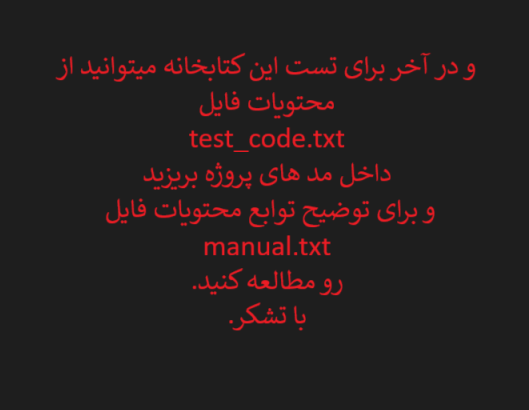 و در آخر برای تست این کتابخانه میتوانید از
محتویات فایل
test_code.txt
داخل مد های پروژه بریزید
و برای توضیح توابع محتویات فایل
manual.txt
رو مطالعه کنید.
با تشکر.